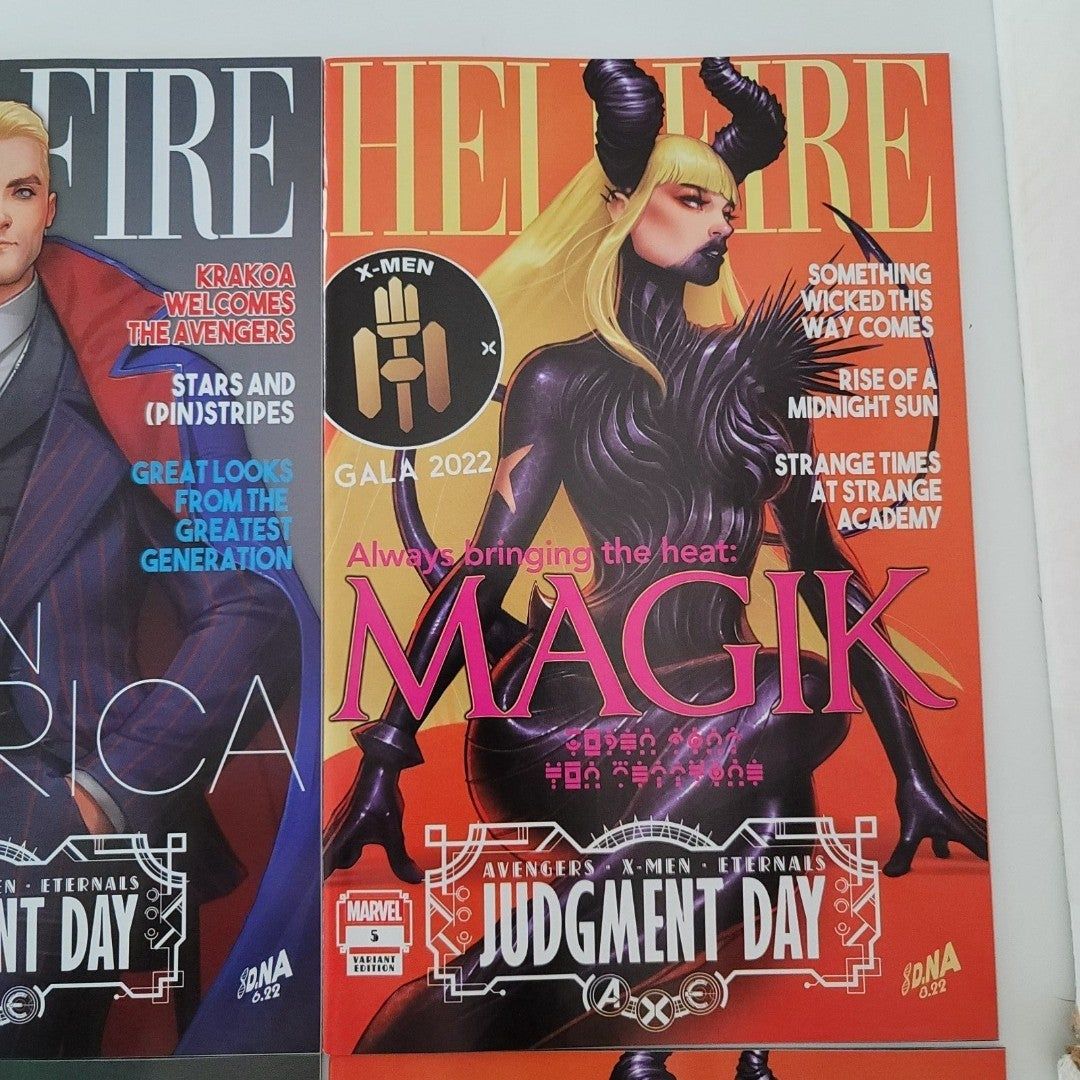 FIRE
KRAKOA
WELCOMES
THE AVENGERS
STARS AND
(PIN)STRIPES
GREAT LOOKS
FROM THE
GREATEST
GENERATION
N
RICA
EN · ETERNALS
NT DAY
D.NA
6.22
HELLFIRE
X-MEN
X
GALA 2022
SOMETHING
WICKED THIS
WAY COMES
RISE OF A
MIDNIGHT SUN
STRANGE TIMES
AT STRANGE
ACADEMY
Always bringing the heat:
MAGIK
AVENGERS · X-MEN · ETERNALS
JUDGMENT DAY
MARVEL
5
VARIANT
EDITION
AXE
D.NA
8.22